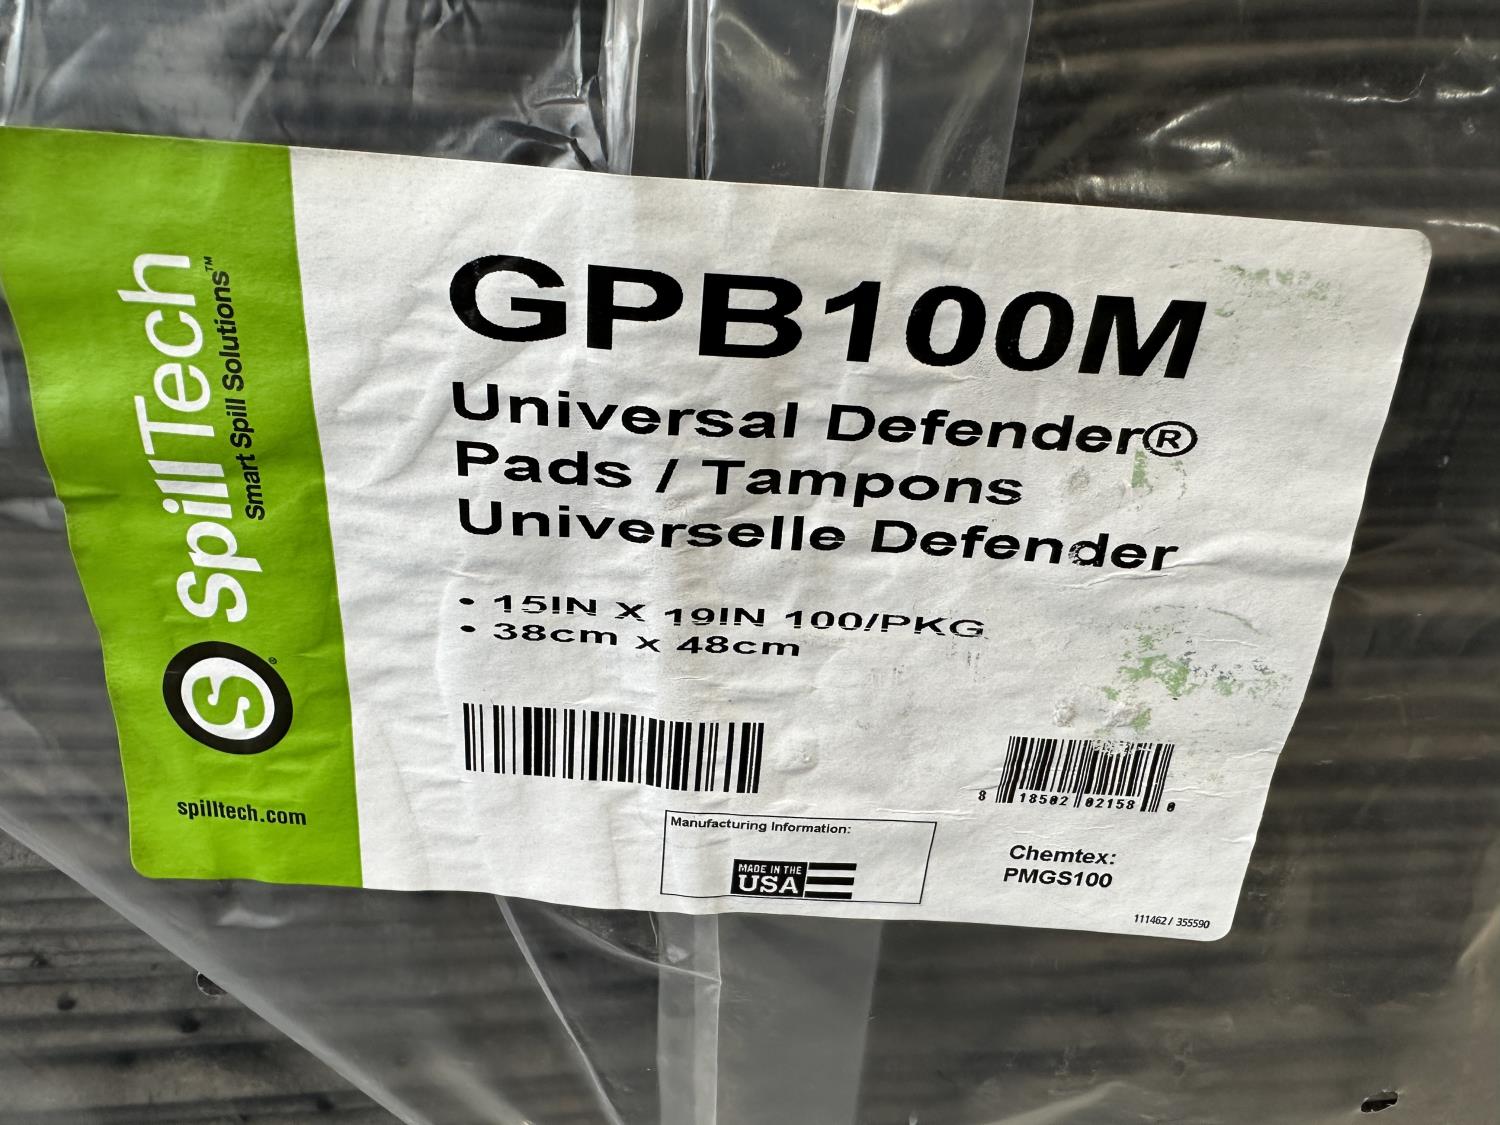 SpillTech
Smart Spill Solutions™
S®
spilltech.com
GPB100M
Universal Defender®
Pads / Tampons
Universelle Defender
• 15IN X 19IN 100/PKG
• 38cm x 48cm
8 18502 02158 0
Manufacturing Information:
MADE IN THE
USA
Chemtex:
PMGS100
111462 / 355590